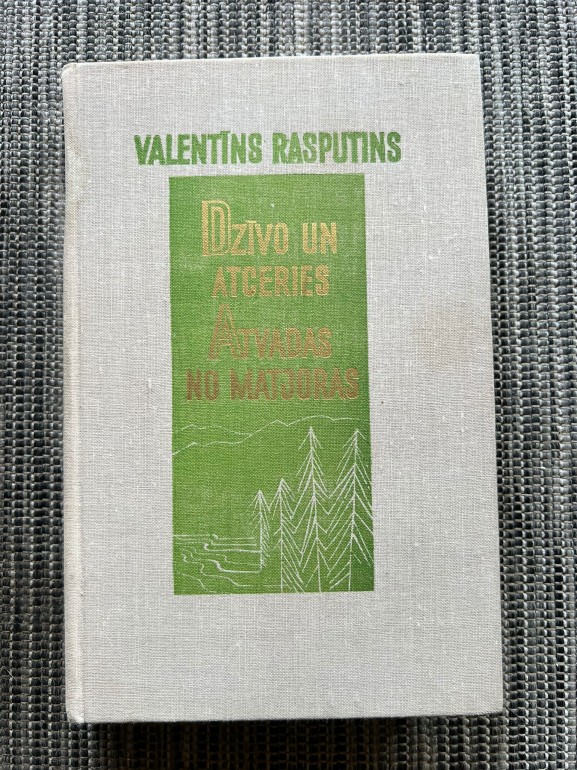 VALENTĪNS RASPUTINS
DZĪVO UN
ATCERIES
ATVADAS
NO MATJORAS